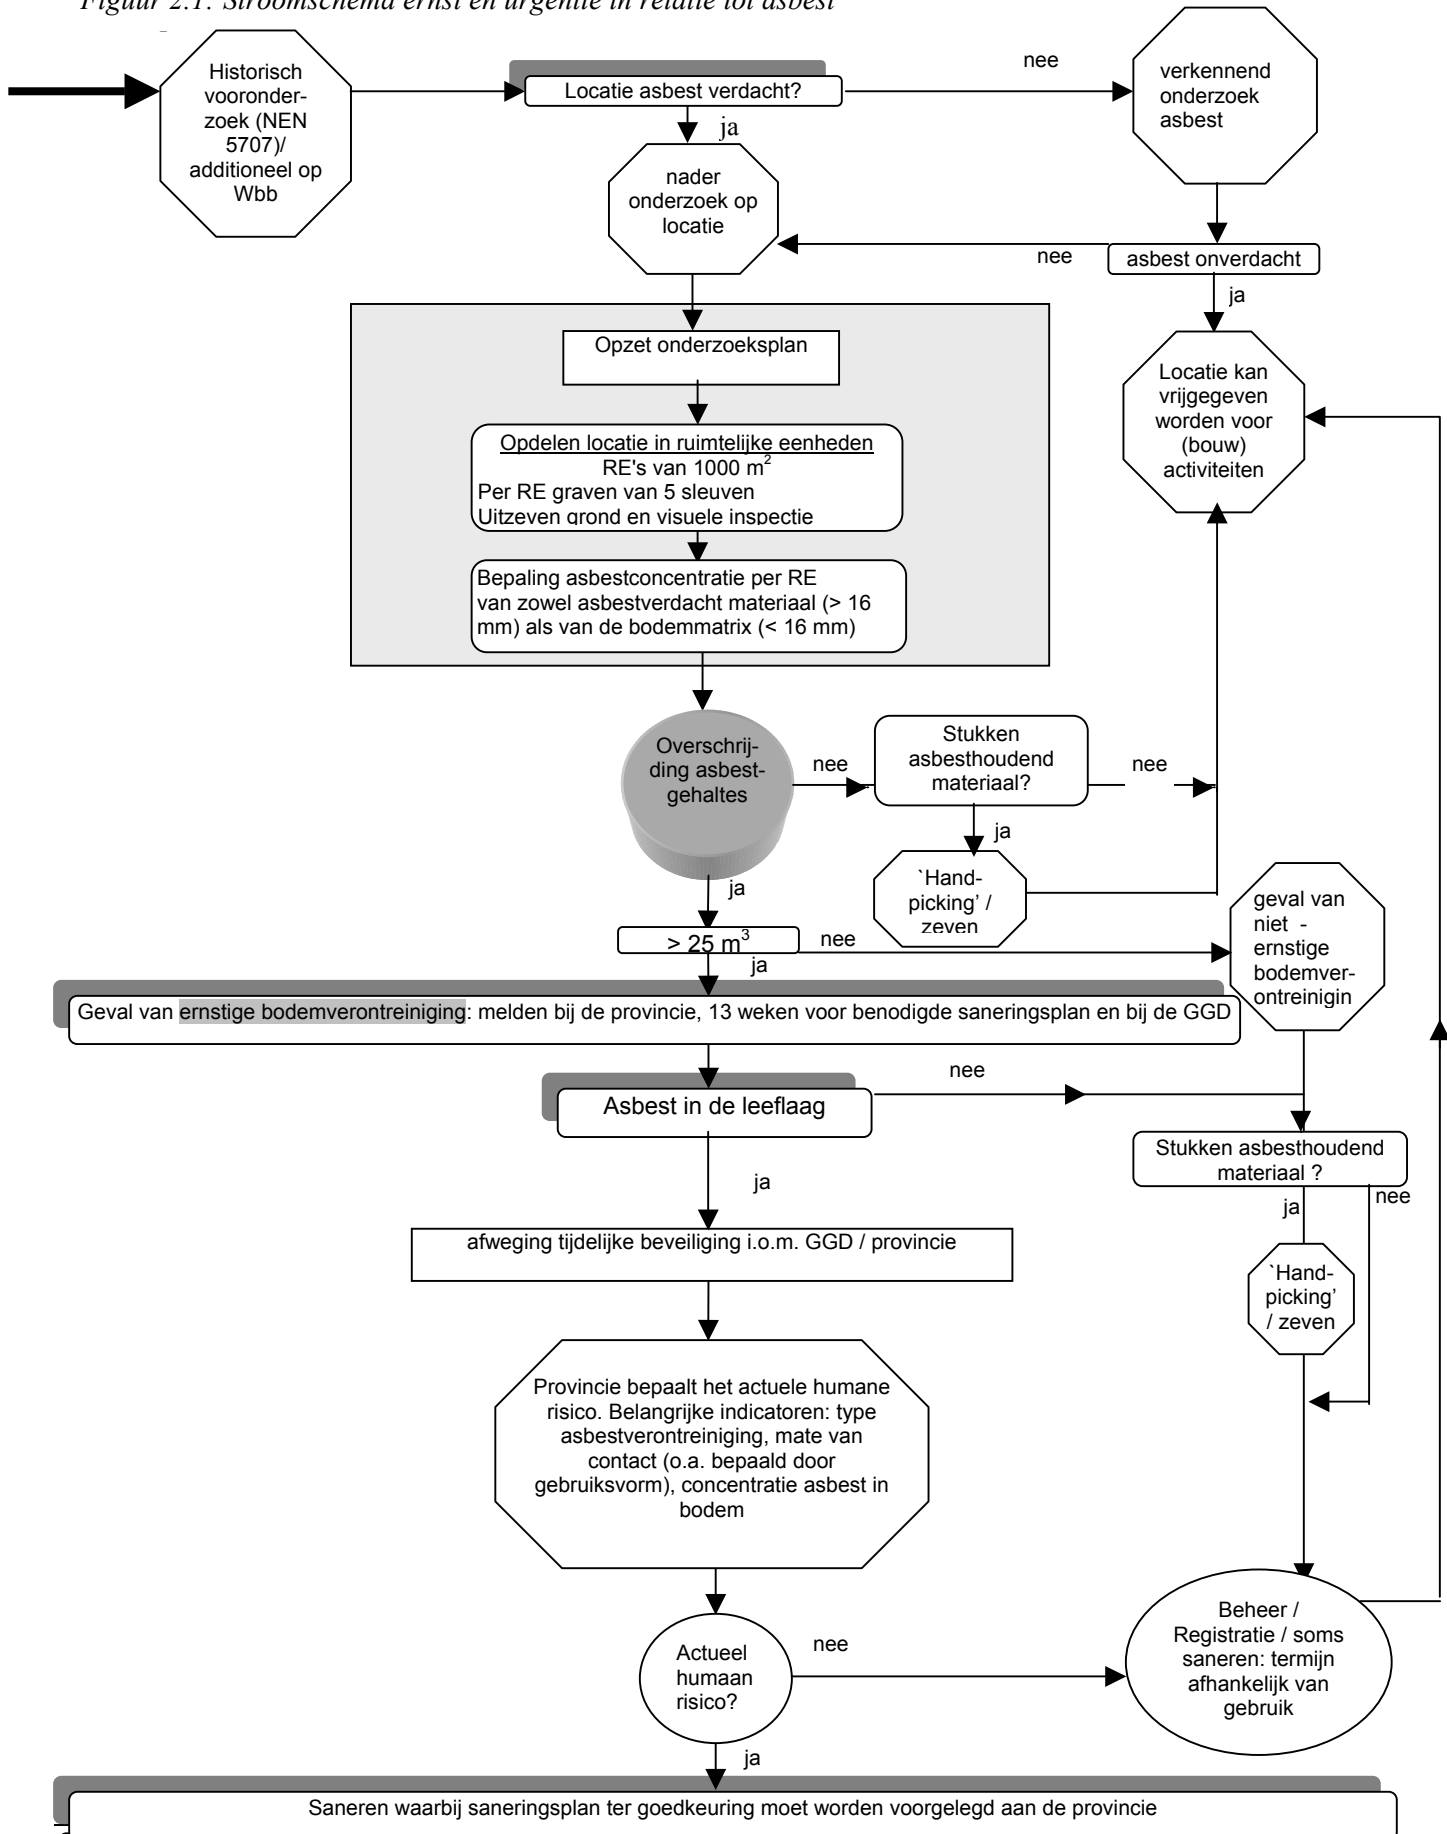 Figuur 2.1: Stroomschema ernst en urgentie in relatie tot asbest
Historisch
vooronder-
zoek (NEN
5707)/
additioneel op
Wbb
Locatie asbest verdacht?
nee
verkennend
onderzoek
asbest
ja
nader
onderzoek op
locatie
nee
asbest onverdacht
ja
Locatie kan
vrijgegeven
worden voor
(bouw)
activiteiten
Opzet onderzoeksplan
Opdelen locatie in ruimtelijke eenheden
RE's van 1000 m²
Per RE graven van 5 sleuven
Uitzeven grond en visuele inspectie
Bepaling asbestconcentratie per RE
van zowel asbestverdacht materiaal (> 16
mm) als van de bodemmatrix (< 16 mm)
Overschrij-
ding asbest-
gehaltes
nee
Stukken
asbesthoudend
materiaal?
nee
ja
`Hand-
picking’ /
zeven
ja
> 25 m³
nee
geval van
niet -
ernstige
bodemver-
ontreinigin
ja
Geval van ernstige bodemverontreiniging: melden bij de provincie, 13 weken voor benodigde saneringsplan en bij de GGD
Asbest in de leeflaag
nee
Stukken asbesthoudend
materiaal ?
ja
nee
ja
`Hand-
picking’
/ zeven
afweging tijdelijke beveiliging i.o.m. GGD / provincie
Provincie bepaalt het actuele humane
risico. Belangrijke indicatoren: type
asbestverontreiniging, mate van
contact (o.a. bepaald door
gebruiksvorm), concentratie asbest in
bodem
Actueel
humaan
risico?
nee
Beheer /
Registratie / soms
saneren: termijn
afhankelijk van
gebruik
ja
Saneren waarbij saneringsplan ter goedkeuring moet worden voorgelegd aan de provincie